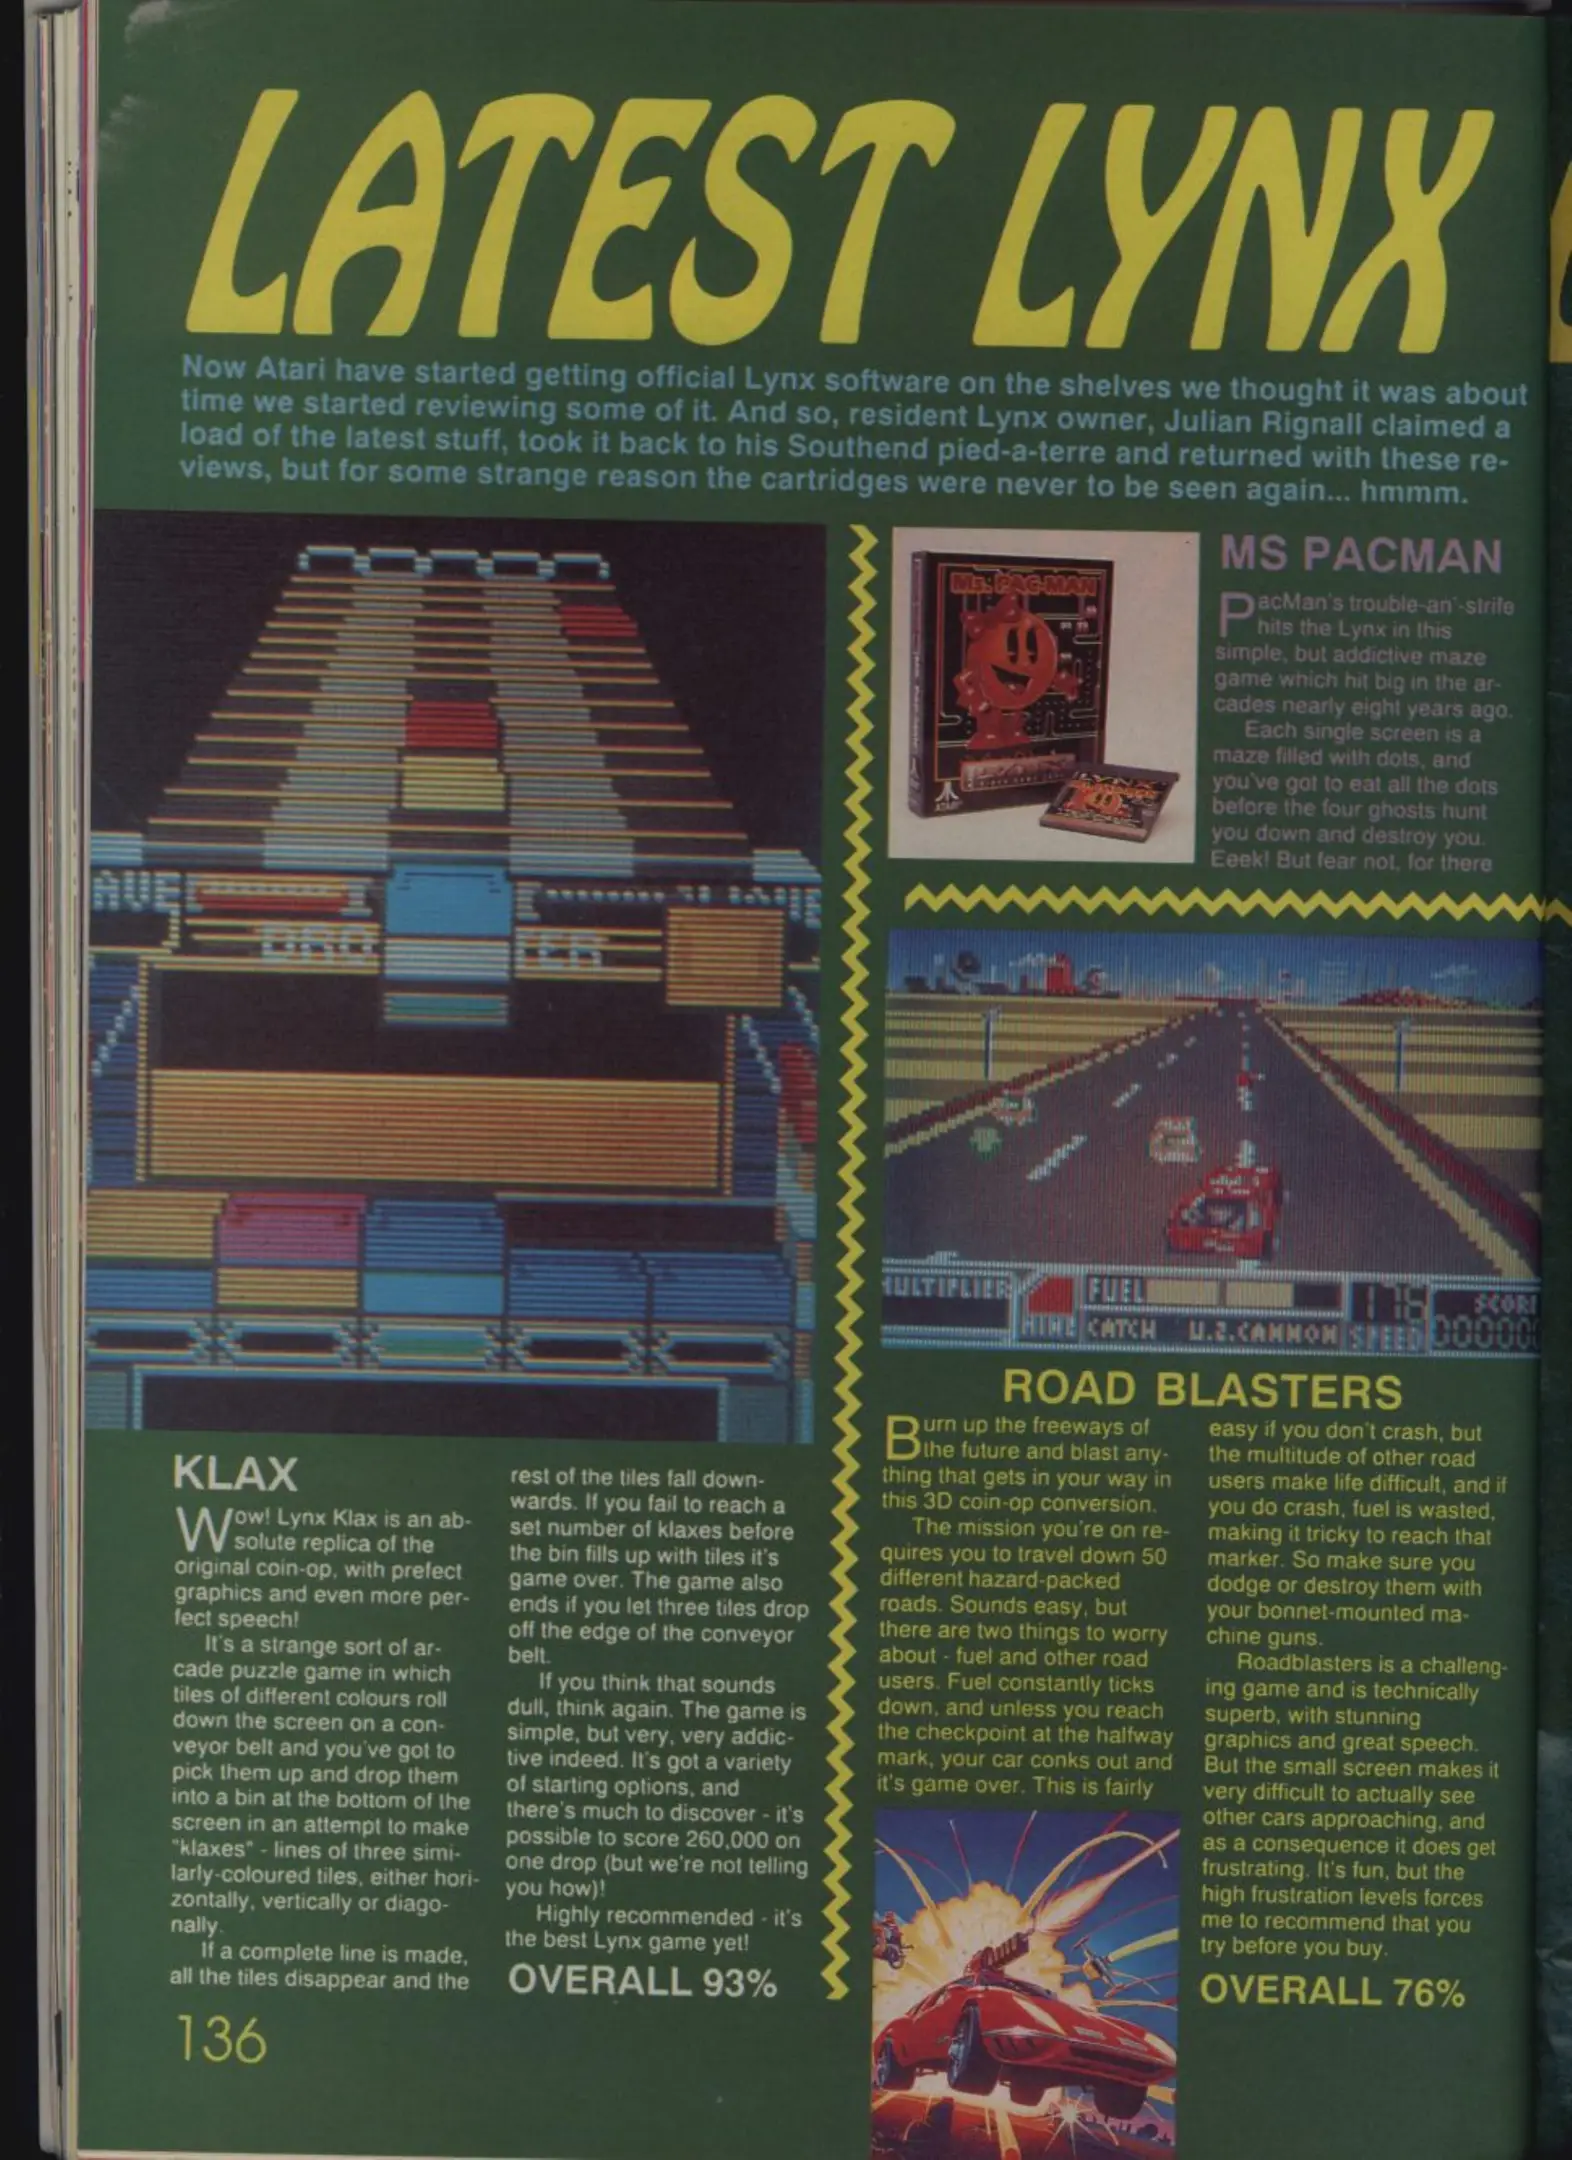 LATEST LYNX
Now Atari have started getting official Lynx software on the shelves we thought it was about
time we started reviewing some of it. And so, resident Lynx owner, Julian Rignall claimed a
load of the latest stuff, took it back to his Southend pied-a-terre and returned with these re-
views, but for some strange reason the cartridges were never to be seen again... hmmm.
MS PACMAN
PacMan's trouble-an'-strife
hits the Lynx in this
simple, but addictive maze
game which hit big in the ar-
cades nearly eight years ago.
Each single screen is a
maze filled with dots, and
you've got to eat all the dots
before the four ghosts hunt
you down and destroy you.
Eeek! But fear not, for there
MS. PAC-MAN
ATARI
LYNX
MULTIPLIER
FUEL
176
SCORE
CATCH U.Z.CANNON
SPEED
KLAX
Wow! Lynx Klax is an ab-
solute replica of the
original coin-op, with prefect
graphics and even more per-
fect speech!
It's a strange sort of ar-
cade puzzle game in which
tiles of different colours roll
down the screen on a con-
veyor belt and you've got to
pick them up and drop them
into a bin at the bottom of the
screen in an attempt to make
"klaxes" - lines of three simi-
larly-coloured tiles, either hori-
zontally, vertically or diago-
nally.
If a complete line is made,
all the tiles disappear and the
rest of the tiles fall down-
wards. If you fail to reach a
set number of klaxes before
the bin fills up with tiles it's
game over. The game also
ends if you let three tiles drop
off the edge of the conveyor
belt.
If you think that sounds
dull, think again. The game is
simple, but very, very addic-
tive indeed. It's got a variety
of starting options, and
there's much to discover - it's
possible to score 260,000 on
one drop (but we're not telling
you how)!
Highly recommended - it's
the best Lynx game yet!
OVERALL 93%
ROAD BLASTERS
Burn up the freeways of
the future and blast any-
thing that gets in your way in
this 3D coin-op conversion.
The mission you're on re-
quires you to travel down 50
different hazard-packed
roads. Sounds easy, but
there are two things to worry
about - fuel and other road
users. Fuel constantly ticks
down, and unless you reach
the checkpoint at the halfway
mark, your car conks out and
it's game over. This is fairly
easy if you don't crash, but
the multitude of other road
users make life difficult, and if
you do crash, fuel is wasted,
making it tricky to reach that
marker. So make sure you
dodge or destroy them with
your bonnet-mounted ma-
chine guns.
Roadblasters is a challeng-
ing game and is technically
superb, with stunning
graphics and great speech.
But the small screen makes it
very difficult to actually see
other cars approaching, and
as a consequence it does get
frustrating. It's fun, but the
high frustration levels forces
me to recommend that you
try before you buy.
OVERALL 76%
136